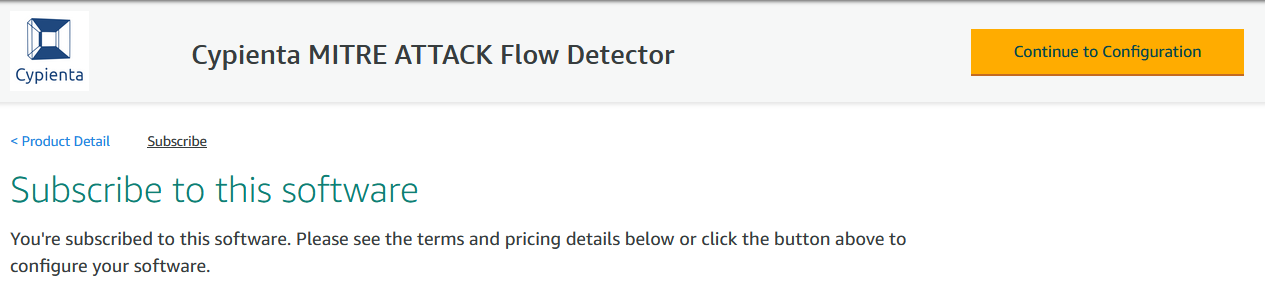 Cypienta
Cypienta MITRE ATTACK Flow Detector
Continue to Configuration
< Product Detail
Subscribe
Subscribe to this software
You're subscribed to this software. Please see the terms and pricing details below or click the button above to
configure your software.